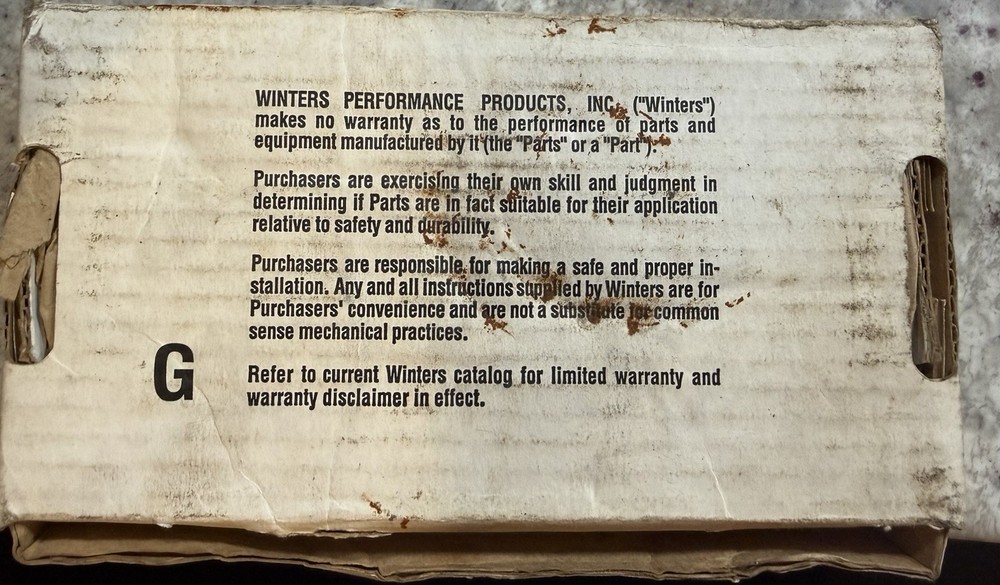 WINTERS PERFORMANCE PRODUCTS, INC. ("Winters")
makes no warranty as to the performance of parts and
equipment manufactured by it (the "Parts" or a "Part").
Purchasers are exercising their own skill and judgment in
determining if Parts are in fact suitable for their application
relative to safety and durability.
Purchasers are responsible for making a safe and proper in-
stallation. Any and all instructions supplied by Winters are for
Purchasers' convenience and are not a substitute for common
sense mechanical practices.
G
Refer to current Winters catalog for limited warranty and
warranty disclaimer in effect.